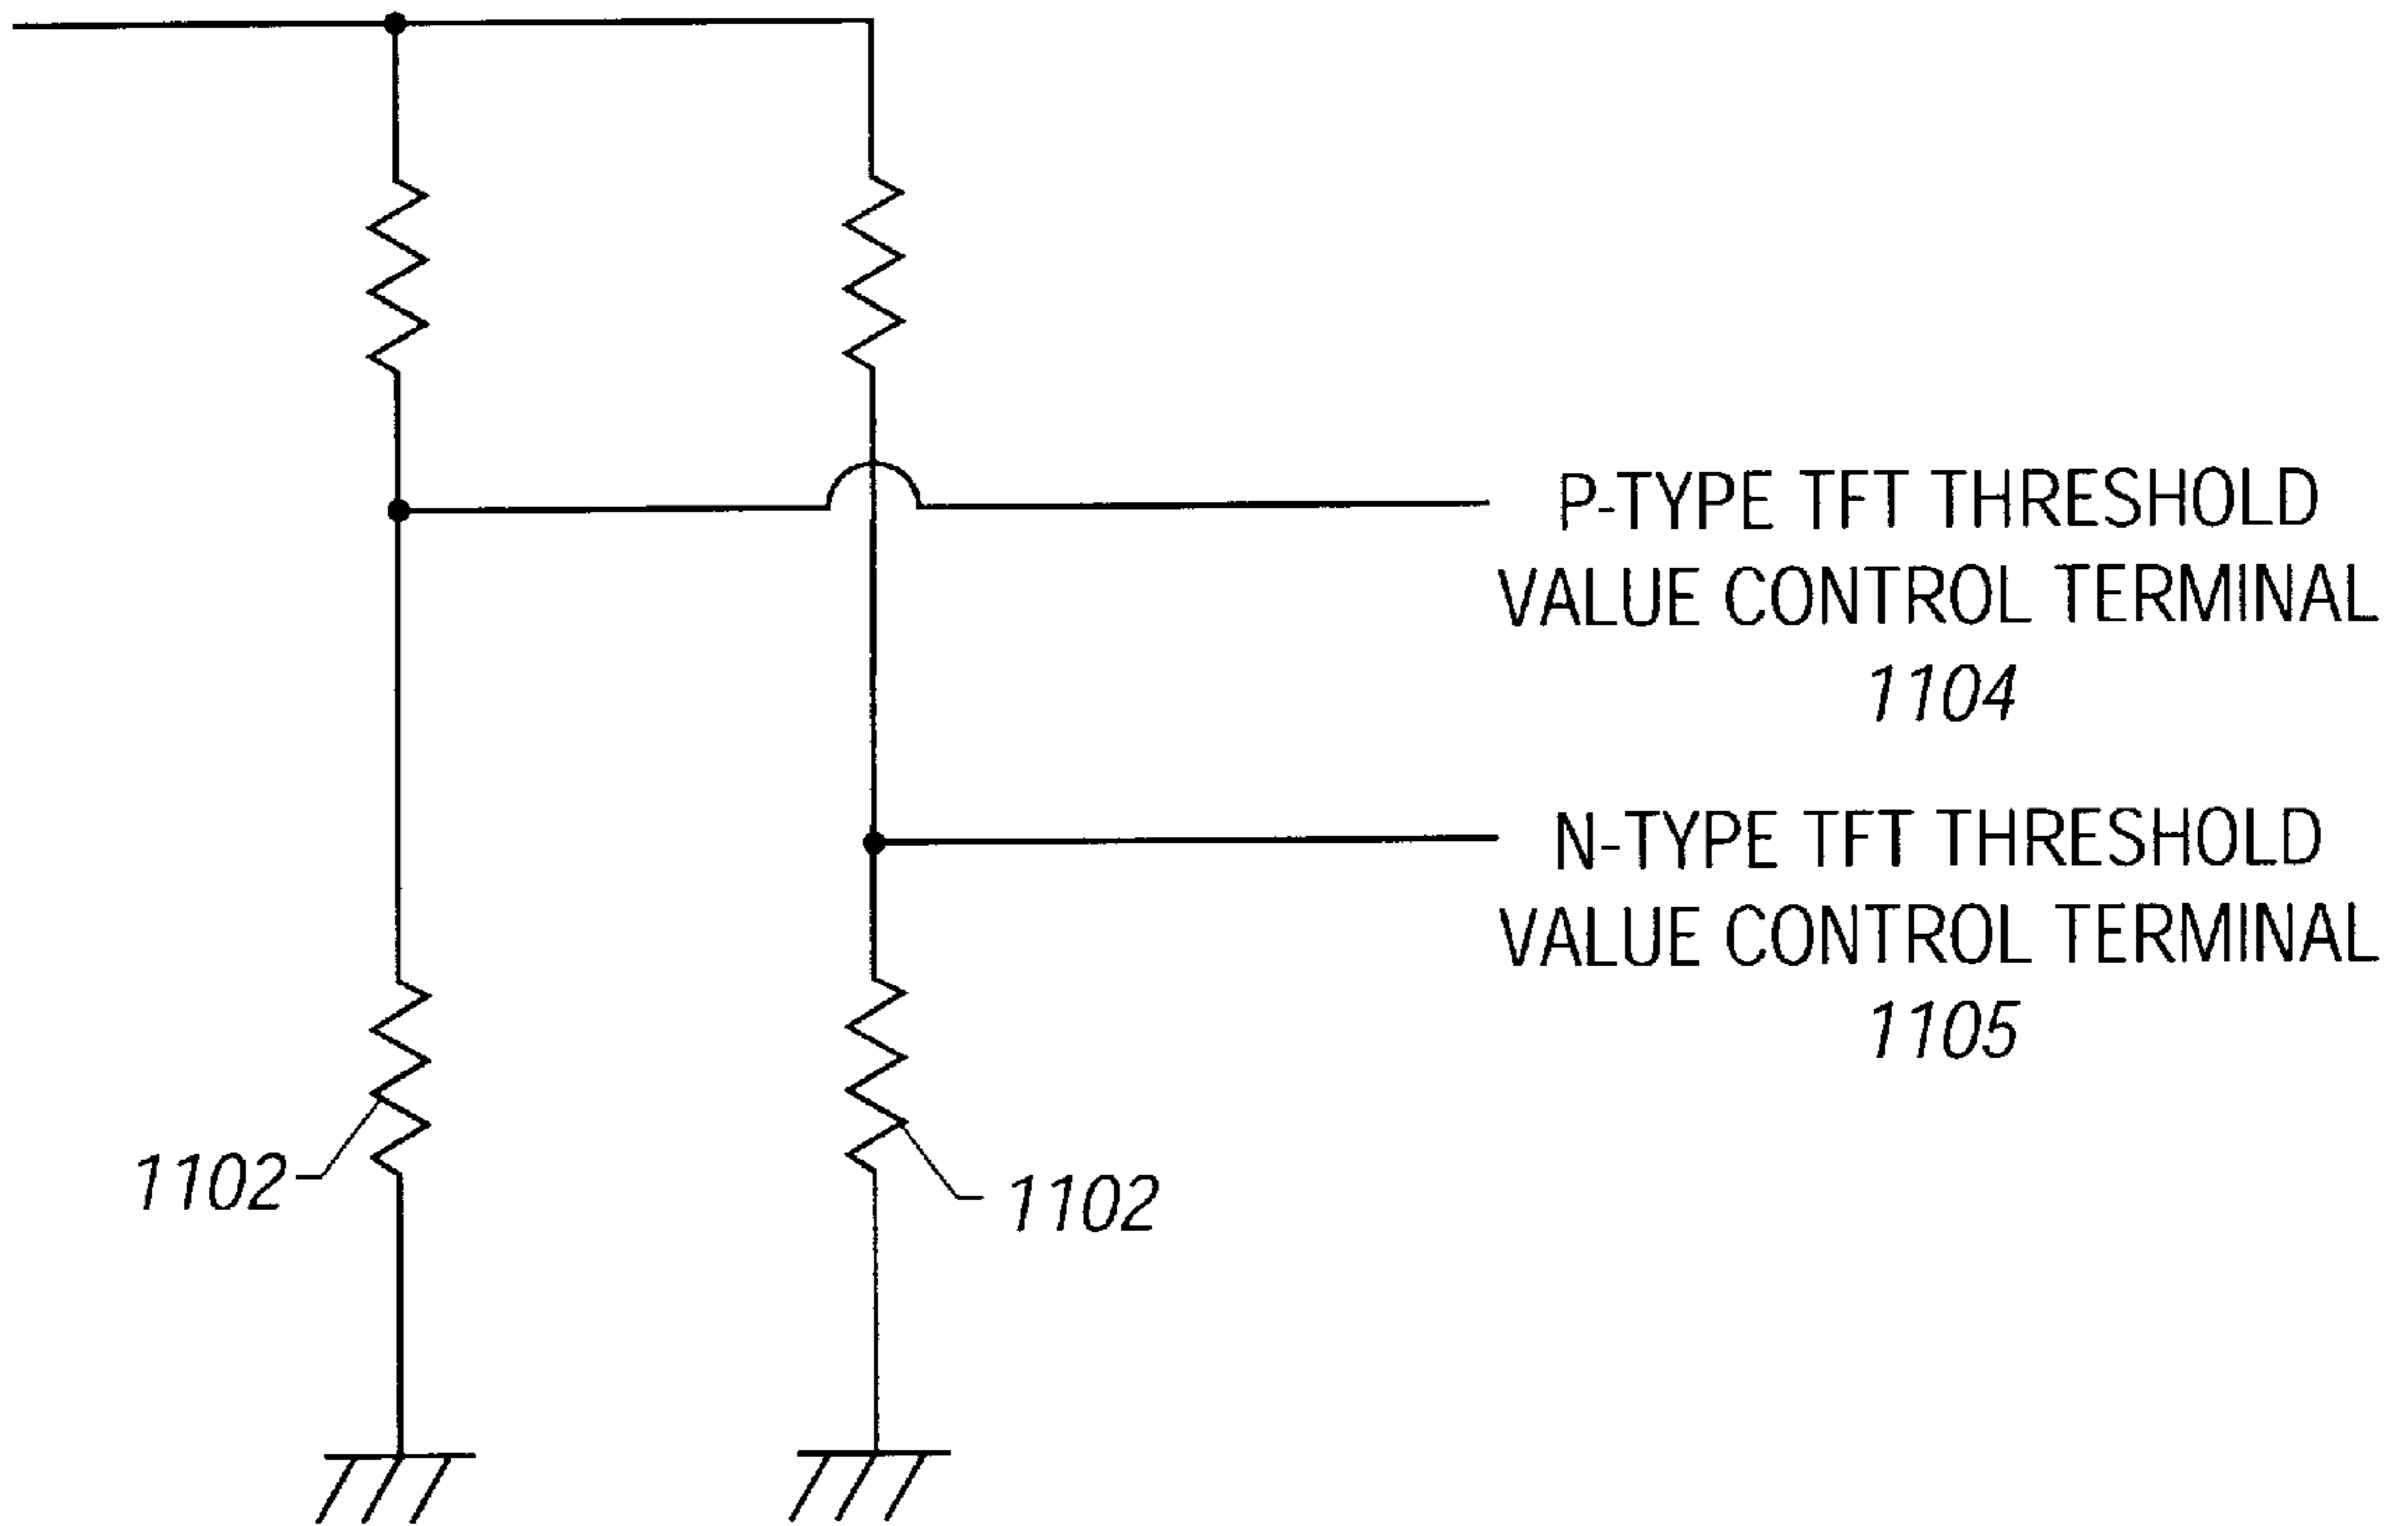 P-TYPE TFT THRESHOLD
VALUE CONTROL TERMINAL
1104
N-TYPE TFT THRESHOLD
VALUE CONTROL TERMINAL
1105
1102
1102